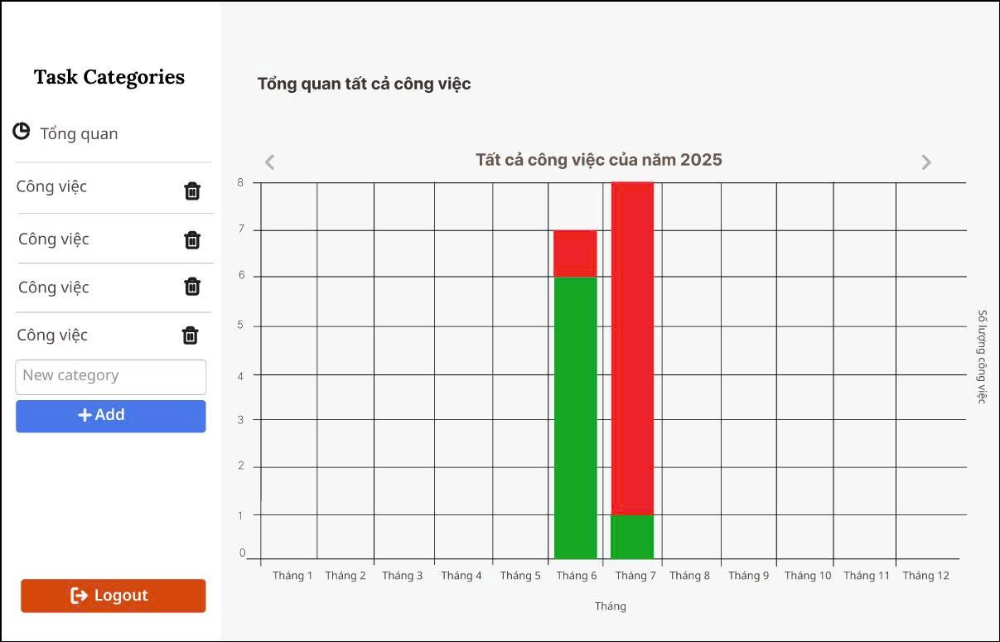 Task Categories
Tổng quan
Công việc
Công việc
Công việc
Công việc
New category
+ Add
Logout
Tổng quan tất cả công việc
Tất cả công việc của năm 2025
8
7
6
5
4
3
2
1
0
Tháng 1 Tháng 2 Tháng 3 Tháng 4 Tháng 5 Tháng 6 Tháng 7 Tháng 8 Tháng 9 Tháng 10 Tháng 11 Tháng 12
Tháng
Số lượng công việc